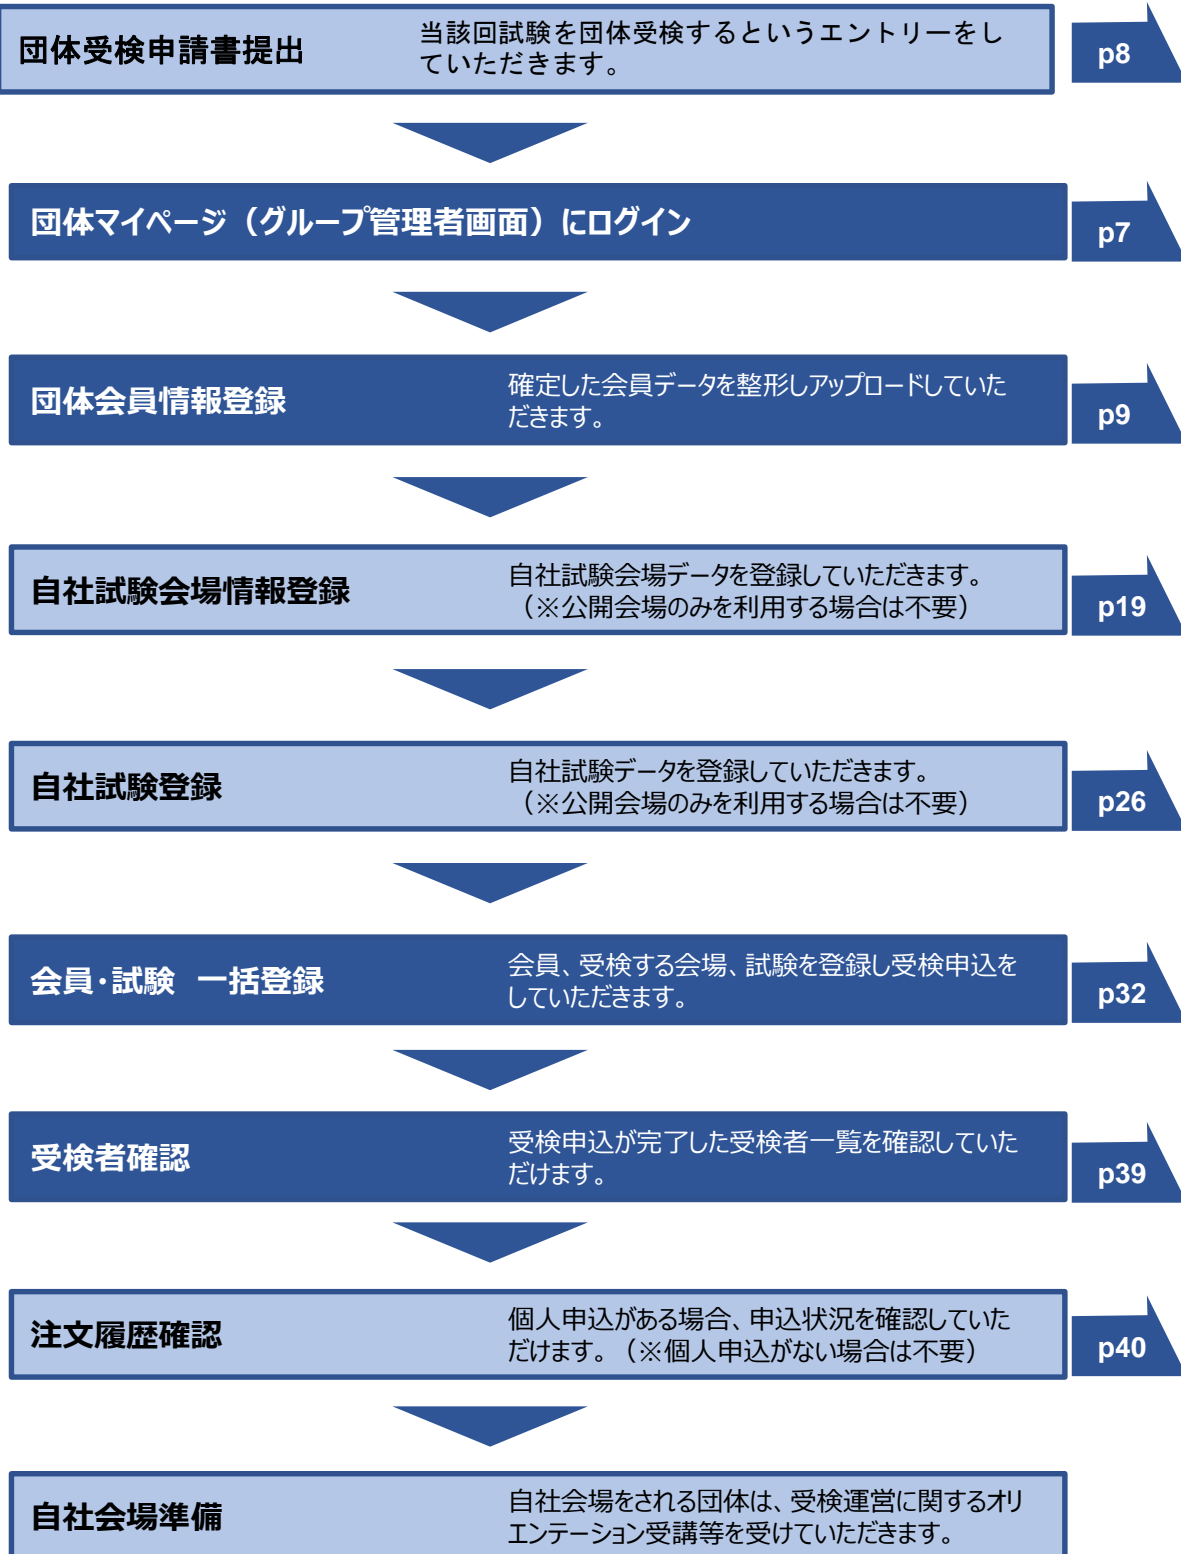 団体受検申請書提出
当該回試験を団体受検するというエントリーをし
ていただきます。
p8
団体マイページ（グループ管理者画面）にログイン
p7
団体会員情報登録
確定した会員データを整形しアップロードしていた
だきます。
p9
自社試験会場情報登録
自社試験会場データを登録していただきます。
（※公開会場のみを利用する場合は不要）
p19
自社試験登録
自社試験データを登録していただきます。
（※公開会場のみを利用する場合は不要）
p26
会員・試験　一括登録
会員、受検する会場、試験を登録し受検申込を
していただきます。
p32
受検者確認
受検申込が完了した受検者一覧を確認していた
だけます。
p39
注文履歴確認
個人申込がある場合、申込状況を確認していた
だけます。（※個人申込がない場合は不要）
p40
自社会場準備
自社会場をされる団体は、受検運営に関するオリ
エンテーション受講等を受けていただきます。